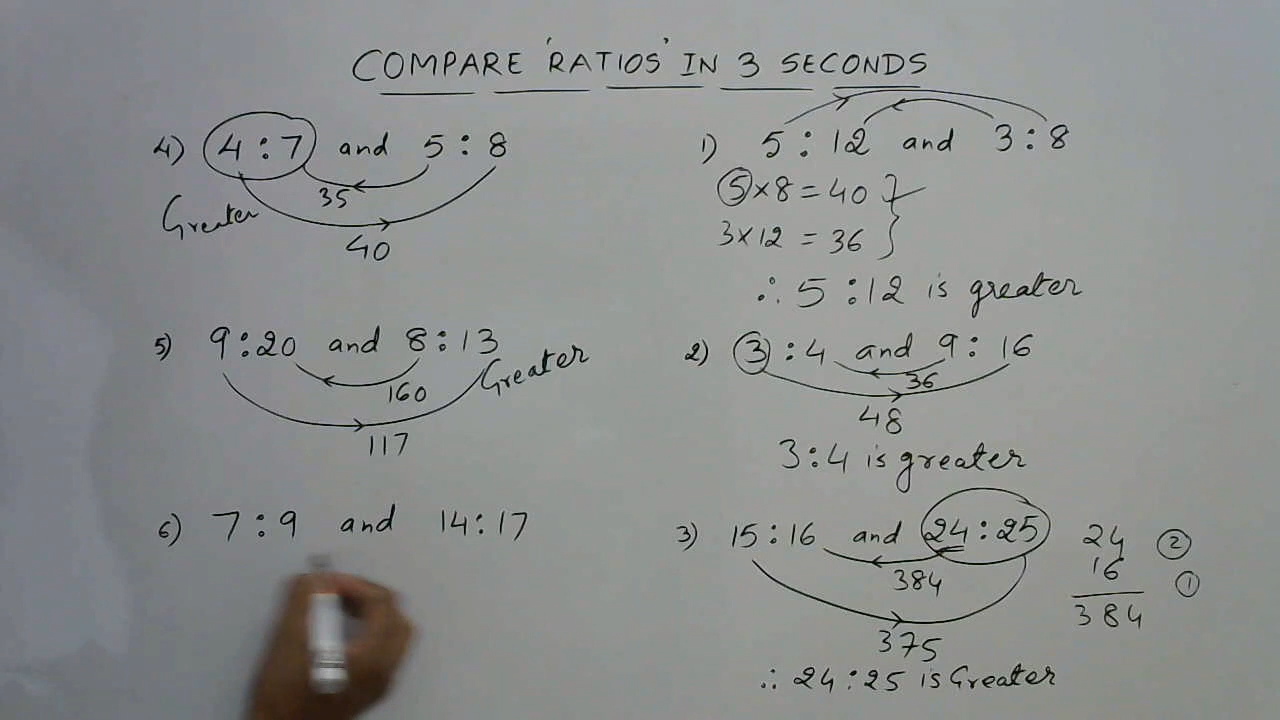 COMPARE 'RATIOS' IN 3 SECONDS
4) 4:7 and 5:8
35
Greater
40
5) 9:20 and 8:13
160
Greater
117
6) 7:9 and 14:17
1) 5:12 and 3:8
5×8=40
3×12=36
∴ 5:12 is greater
2) 3:4 and 9:16
36
48
3:4 is greater
3) 15:16 and 24:25
384
375
24 ②
16 ①
384
∴ 24:25 is Greater